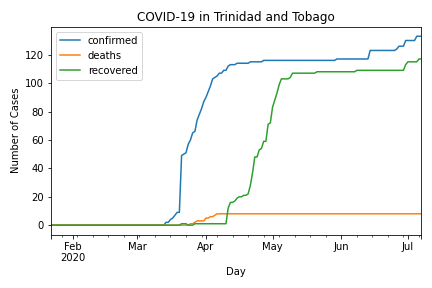 COVID-19 in Trinidad and Tobago
confirmed
deaths
recovered
Number of Cases
120
100
80
60
40
20
0
Feb Mar Apr May Jun Jul
2020
Day